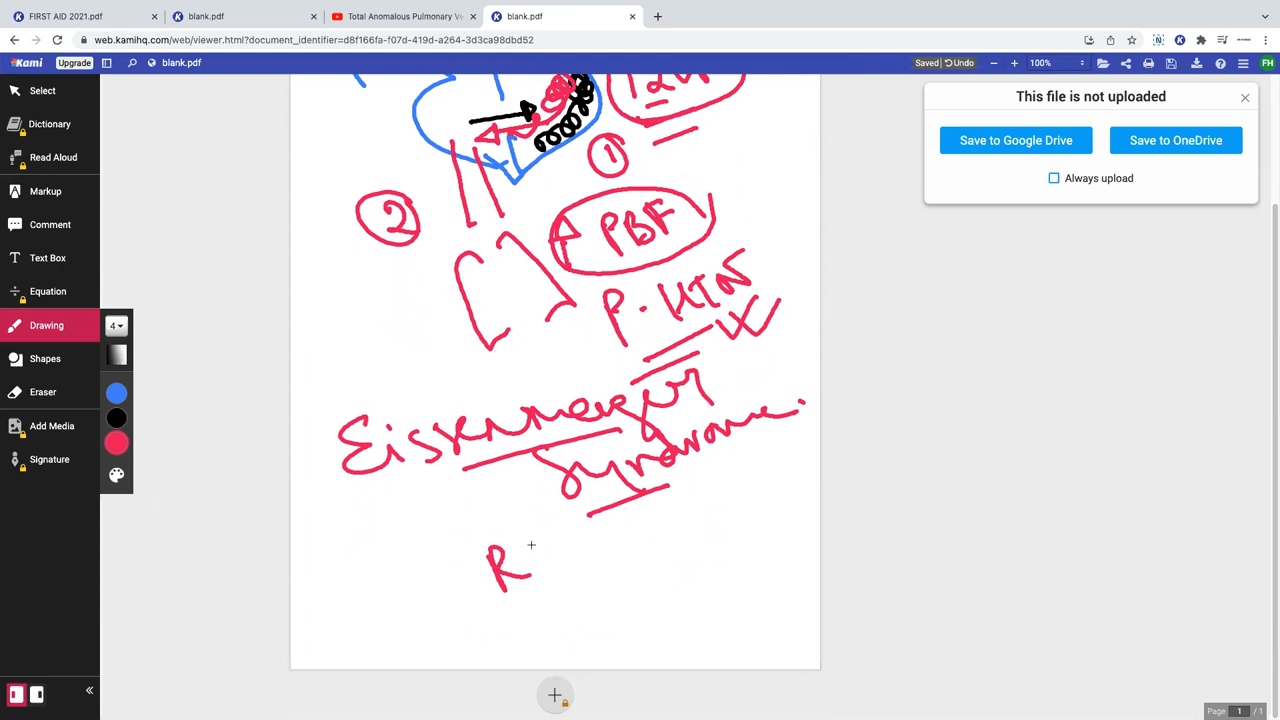 FIRST AID 2021.pdf
blank.pdf
Total Anomalous Pulmonary Ve
blank.pdf
web.kamihq.com/web/viewer.html?document_identifier=d8f166fa-f07d-419d-a264-3d3ca98dbd52
Kami
Upgrade
blank.pdf
Saved
Undo
100%
FH
Select
Dictionary
Read Aloud
Markup
Comment
Text Box
Equation
Drawing
Shapes
Eraser
Add Media
Signature
4
This file is not uploaded
Save to Google Drive
Save to OneDrive
Always upload
1
2
PBF
P. HTN
Eissenmenger
Syndrome
R
Page 1 / 1